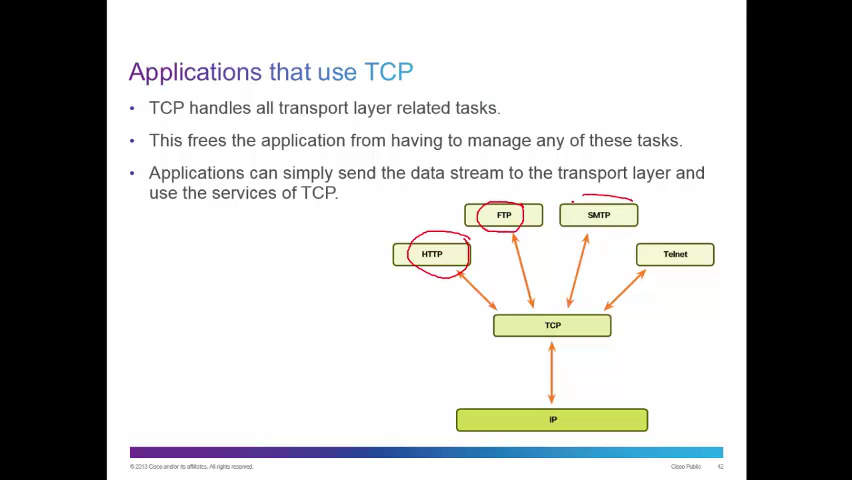 Applications that use TCP
• TCP handles all transport layer related tasks.
• This frees the application from having to manage any of these tasks.
• Applications can simply send the data stream to the transport layer and
use the services of TCP.
FTP
SMTP
HTTP
Telnet
TCP
IP
© 2013 Cisco and/or its affiliates. All rights reserved.
Cisco Public
42